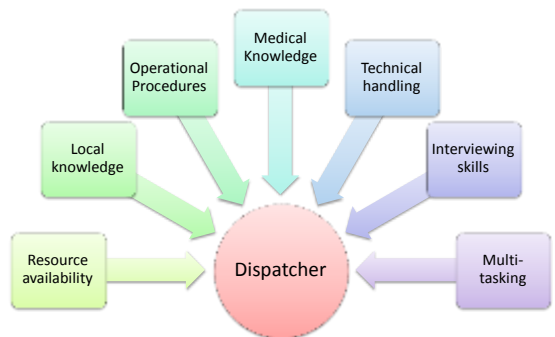 Medical
Knowledge
Operational
Procedures
Technical
handling
Local
knowledge
Interviewing
skills
Resource
availability
Dispatcher
Multi-
tasking